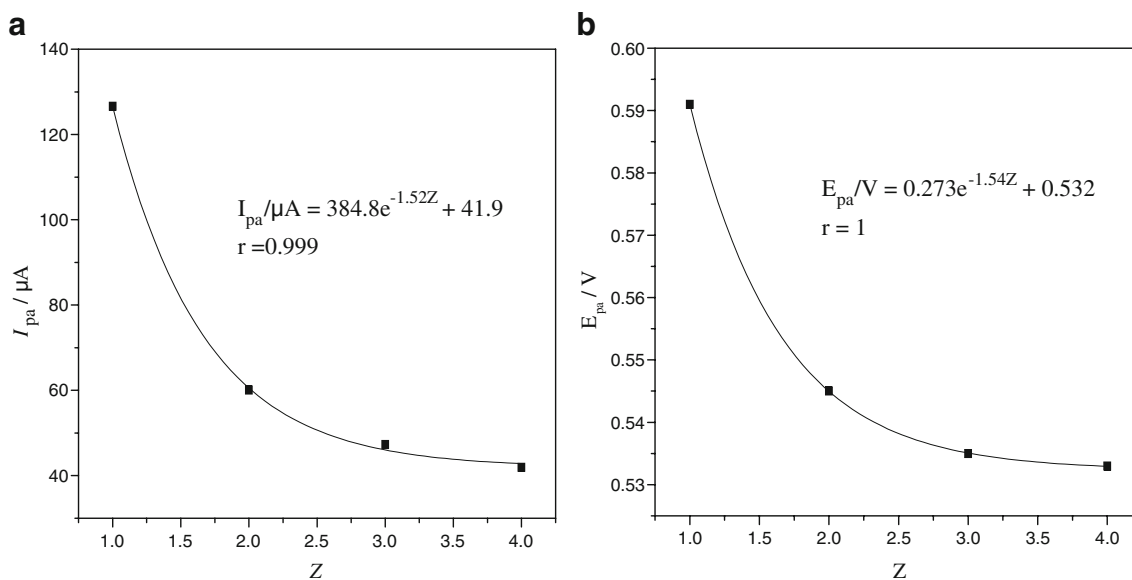 a
140
120
100
80
60
40
1.0 1.5 2.0 2.5 3.0 3.5 4.0
Z
I_pa / µA
I_pa/µA = 384.8e^-1.52Z + 41.9
r =0.999
b
0.60
0.59
0.58
0.57
0.56
0.55
0.54
0.53
1.0 1.5 2.0 2.5 3.0 3.5 4.0
Z
E_pa / V
E_pa/V = 0.273e^-1.54Z + 0.532
r = 1